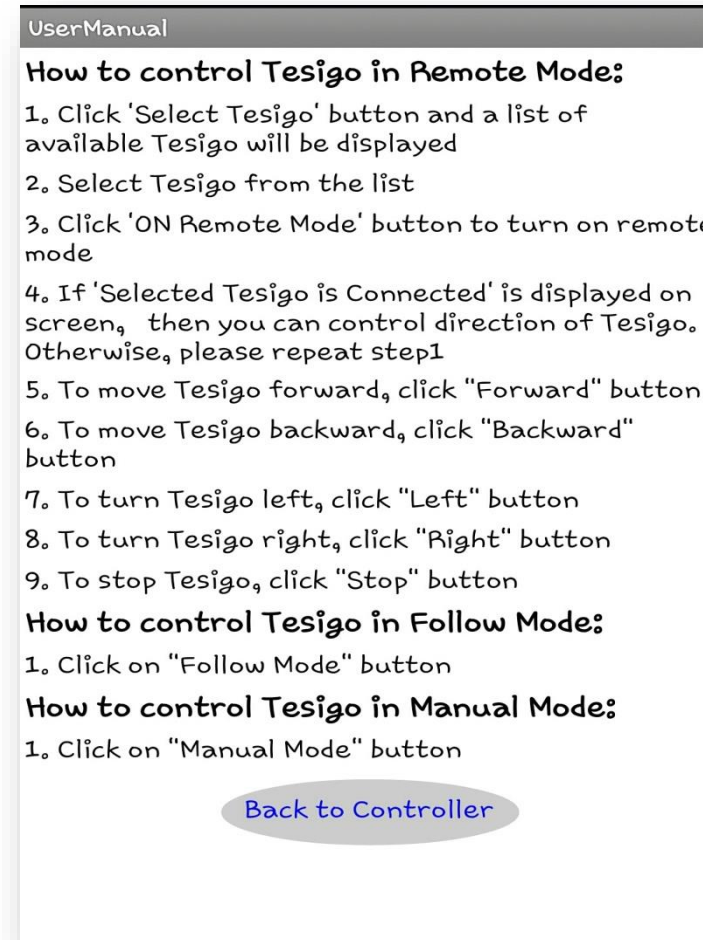 UserManual
How to control Tesigo in Remote Mode:
1. Click 'Select Tesigo' button and a list of
available Tesigo will be displayed
2. Select Tesigo from the list
3. Click 'ON Remote Mode' button to turn on remote
mode
4. If 'Selected Tesigo is Connected' is displayed on
screen,  then you can control direction of Tesigo.
Otherwise, please repeat step1
5. To move Tesigo forward, click "Forward" button
6. To move Tesigo backward, click "Backward"
button
7. To turn Tesigo left, click "Left" button
8. To turn Tesigo right, click "Right" button
9. To stop Tesigo, click "Stop" button
How to control Tesigo in Follow Mode:
1. Click on "Follow Mode" button
How to control Tesigo in Manual Mode:
1. Click on "Manual Mode" button
Back to Controller